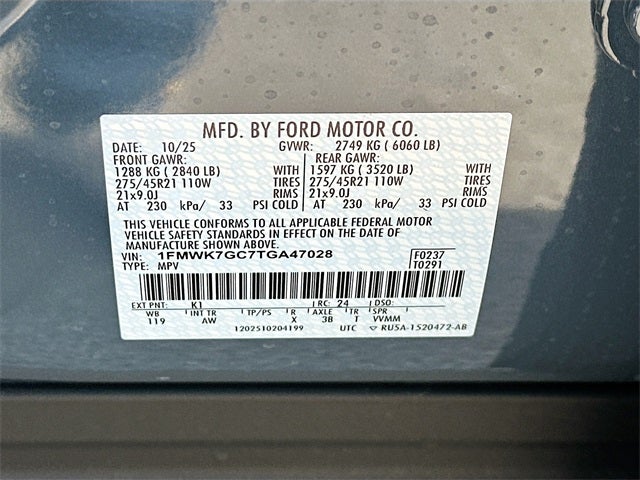 MFD. BY FORD MOTOR CO.
DATE: 10/25 GVWR: 2749 KG ( 6060 LB)
FRONT GAWR: REAR GAWR:
1288 KG ( 2840 LB) WITH 1597 KG ( 3520 LB) WITH
275/45R21 110W TIRES 275/45R21 110W TIRES
21x9.0J RIMS 21x9.0J RIMS
AT 230 kPa/ 33 PSI COLD AT 230 kPa/ 33 PSI COLD
THIS VEHICLE CONFORMS TO ALL APPLICABLE FEDERAL MOTOR
VEHICLE SAFETY STANDARDS IN EFFECT ON THE DATE OF
MANUFACTURE SHOWN ABOVE.
VIN: 1FMWK7GC7TGA47028 F0237
TYPE: MPV T0291
EXT PNT: K1 RC: 24 DSO:
WB INT TR TP/PS R AXLE TR SPR
119 AW X 3B T VVMM
1202510204199 UTC ▽ RU5A-1520472-AB